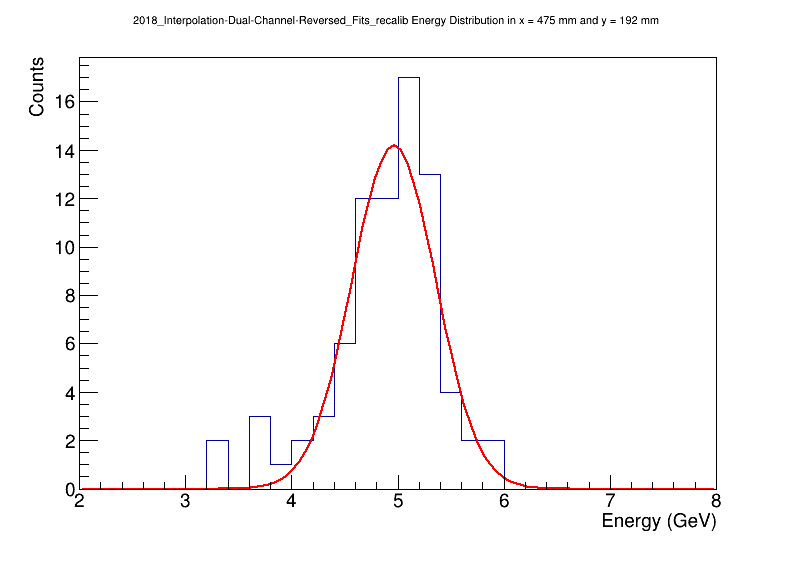 2018_Interpolation-Dual-Channel-Reversed_Fits_recalib Energy Distribution in x = 475 mm and y = 192 mm
Counts
16
14
12
10
8
6
4
2
0
2 3 4 5 6 7 8
Energy (GeV)